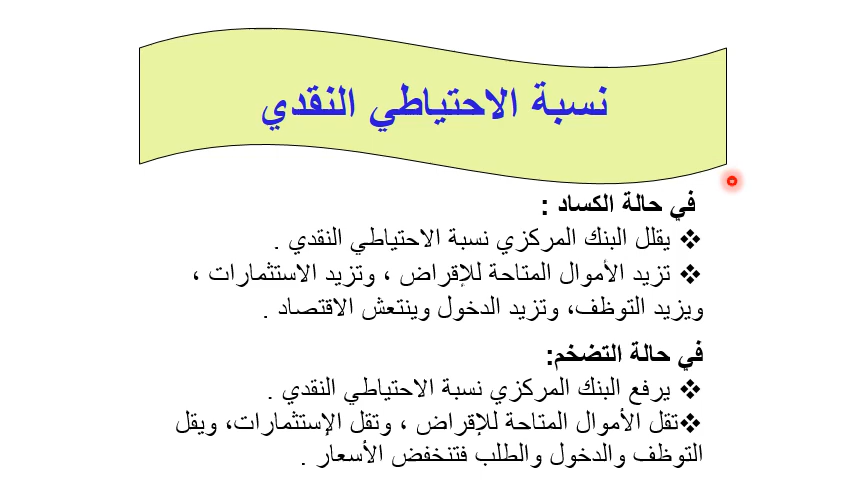 نسبة الاحتياطي النقدي
في حالة الكساد :
❖ يقلل البنك المركزي نسبة الاحتياطي النقدي .
❖ تزيد الأموال المتاحة للإقراض ، وتزيد الاستثمارات ،
ويزيد التوظف، وتزيد الدخول وينتعش الاقتصاد .
في حالة التضخم:
❖ يرفع البنك المركزي نسبة الاحتياطي النقدي .
❖تقل الأموال المتاحة للإقراض ، وتقل الإستثمارات، ويقل
التوظف والدخول والطلب فتنخفض الأسعار .